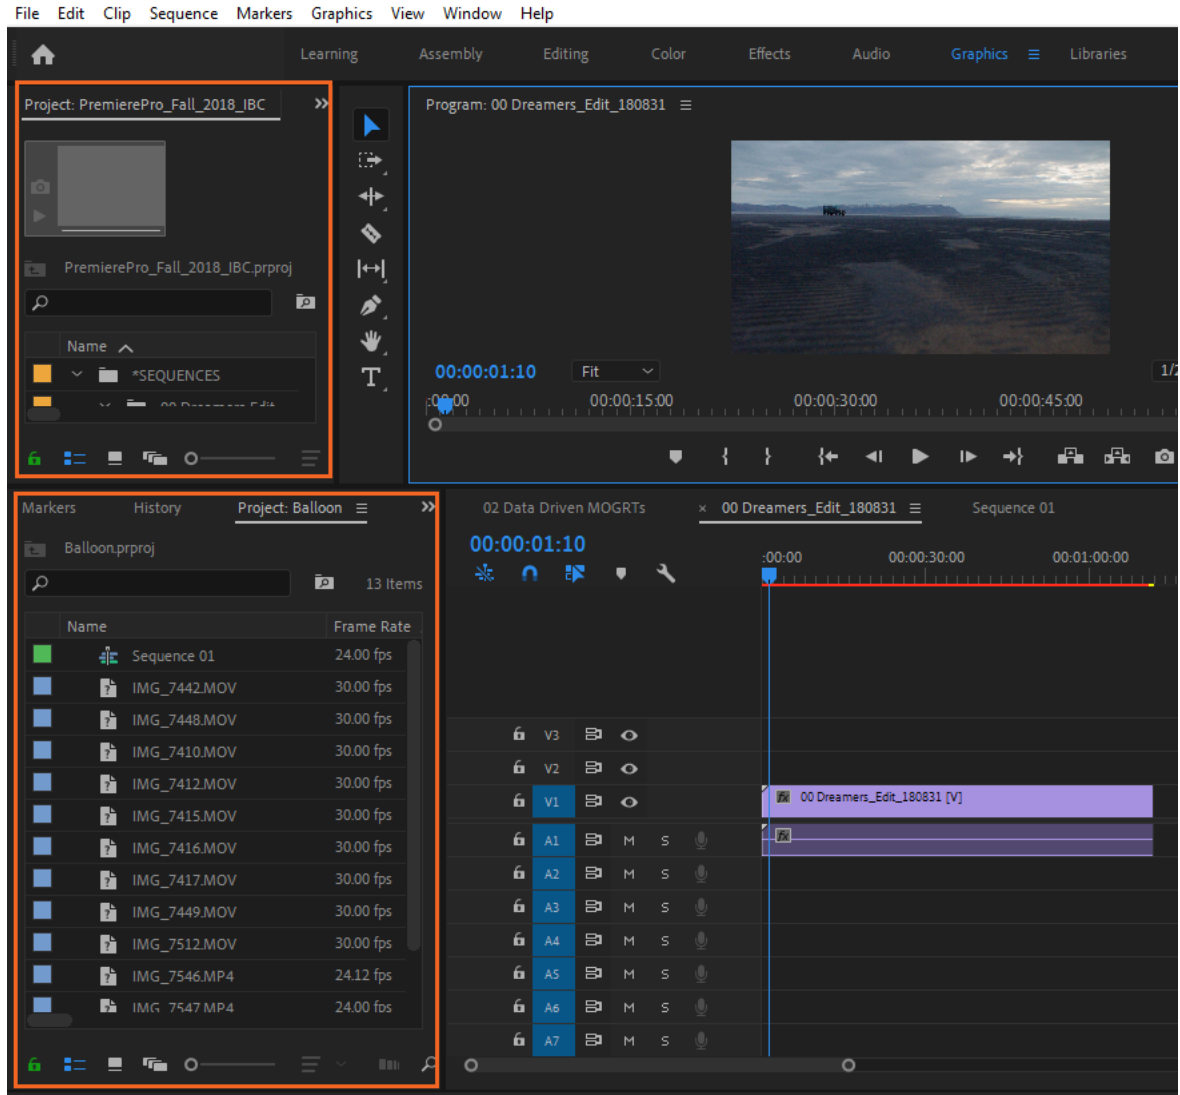 File Edit Clip Sequence Markers Graphics View Window Help
Learning Assembly Editing Color Effects Audio Graphics Libraries
Project: PremierePro_Fall_2018_IBC
PremierePro_Fall_2018_IBC.prproj
Name
*SEQUENCES
T
Program: 00 Dreamers_Edit_180831
00:00:01:10 Fit 1/2
:00:00 00:00:15:00 00:00:30:00 00:00:45:00
Markers History Project: Balloon
Balloon.prproj
13 Items
Name Frame Rate
Sequence 01 24.00 fps
IMG_7442.MOV 30.00 fps
IMG_7448.MOV 30.00 fps
IMG_7410.MOV 30.00 fps
IMG_7412.MOV 30.00 fps
IMG_7415.MOV 30.00 fps
IMG_7416.MOV 30.00 fps
IMG_7417.MOV 30.00 fps
IMG_7449.MOV 30.00 fps
IMG_7512.MOV 30.00 fps
IMG_7546.MP4 24.12 fps
IMG_7547.MP4 24.00 fps
02 Data Driven MOGRTs × 00 Dreamers_Edit_180831 Sequence 01
00:00:01:10
:00:00 00:00:30:00 00:01:00:00
V3
V2
V1 fx 00 Dreamers_Edit_180831 [V]
A1 M S fx
A2 M S
A3 M S
A4 M S
A5 M S
A6 M S
A7 M S